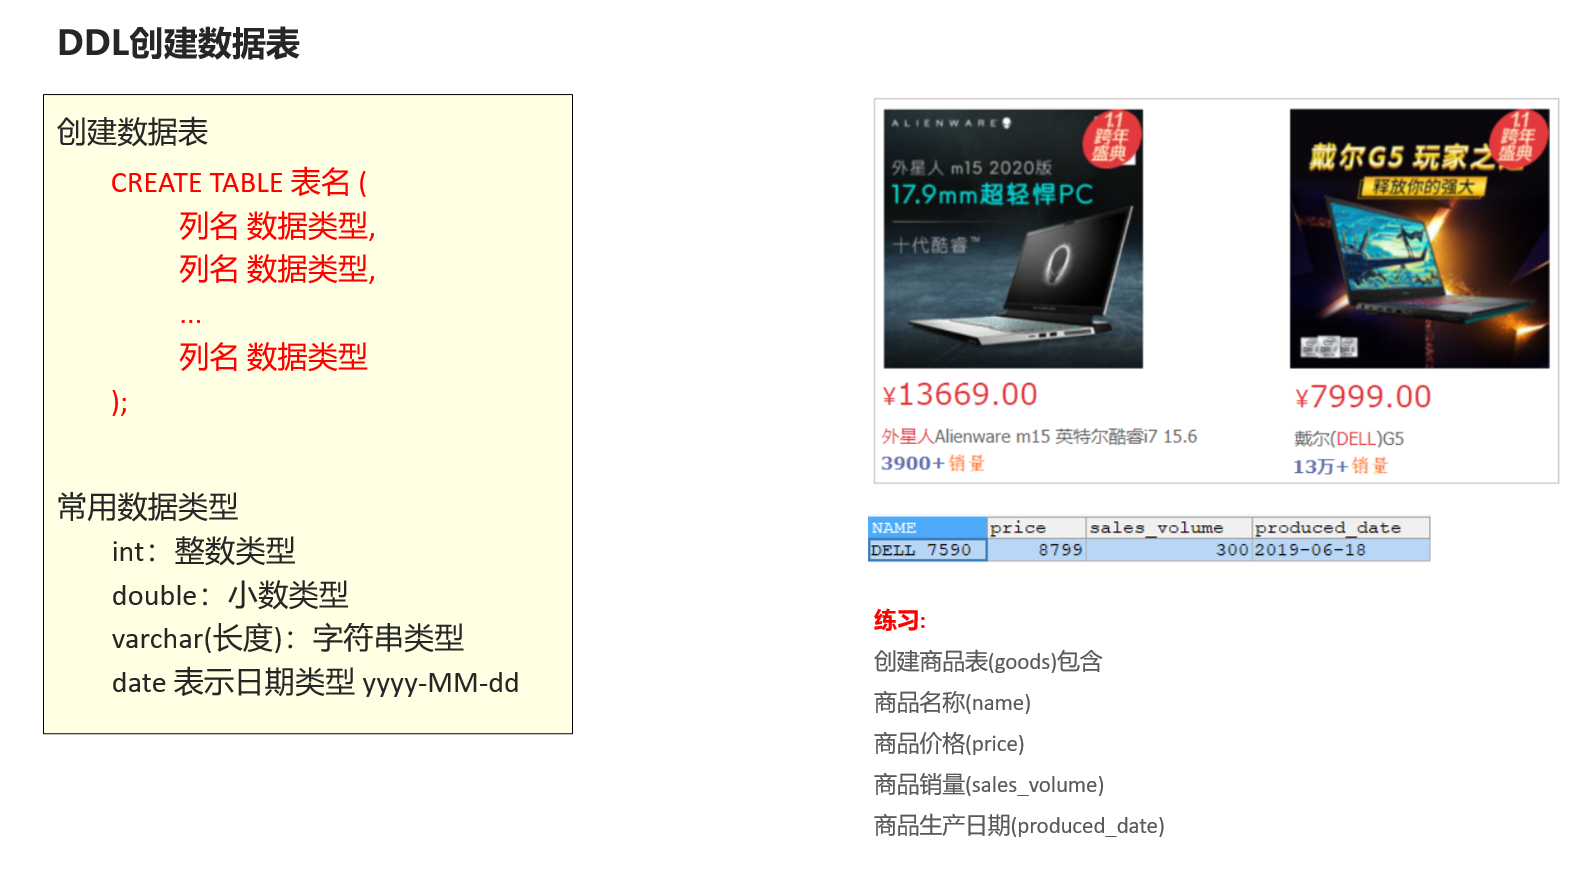 DDL创建数据表
创建数据表
CREATE TABLE 表名 (
列名 数据类型,
列名 数据类型,
...
列名 数据类型
);
常用数据类型
int：整数类型
double：小数类型
varchar(长度)：字符串类型
date 表示日期类型 yyyy-MM-dd
ALIENWARE
1.1
跨年
盛典
外星人 m15 2020版
17.9mm超轻悍PC
十代酷睿™
¥13669.00
外星人Alienware m15 英特尔酷睿i7 15.6
3900+销量
1.1
跨年
盛典
戴尔G5 玩家之
释放你的强大
¥7999.00
戴尔(DELL)G5
13万+销量
NAME price sales_volume produced_date
DELL 7590 8799 300 2019-06-18
练习:
创建商品表(goods)包含
商品名称(name)
商品价格(price)
商品销量(sales_volume)
商品生产日期(produced_date)